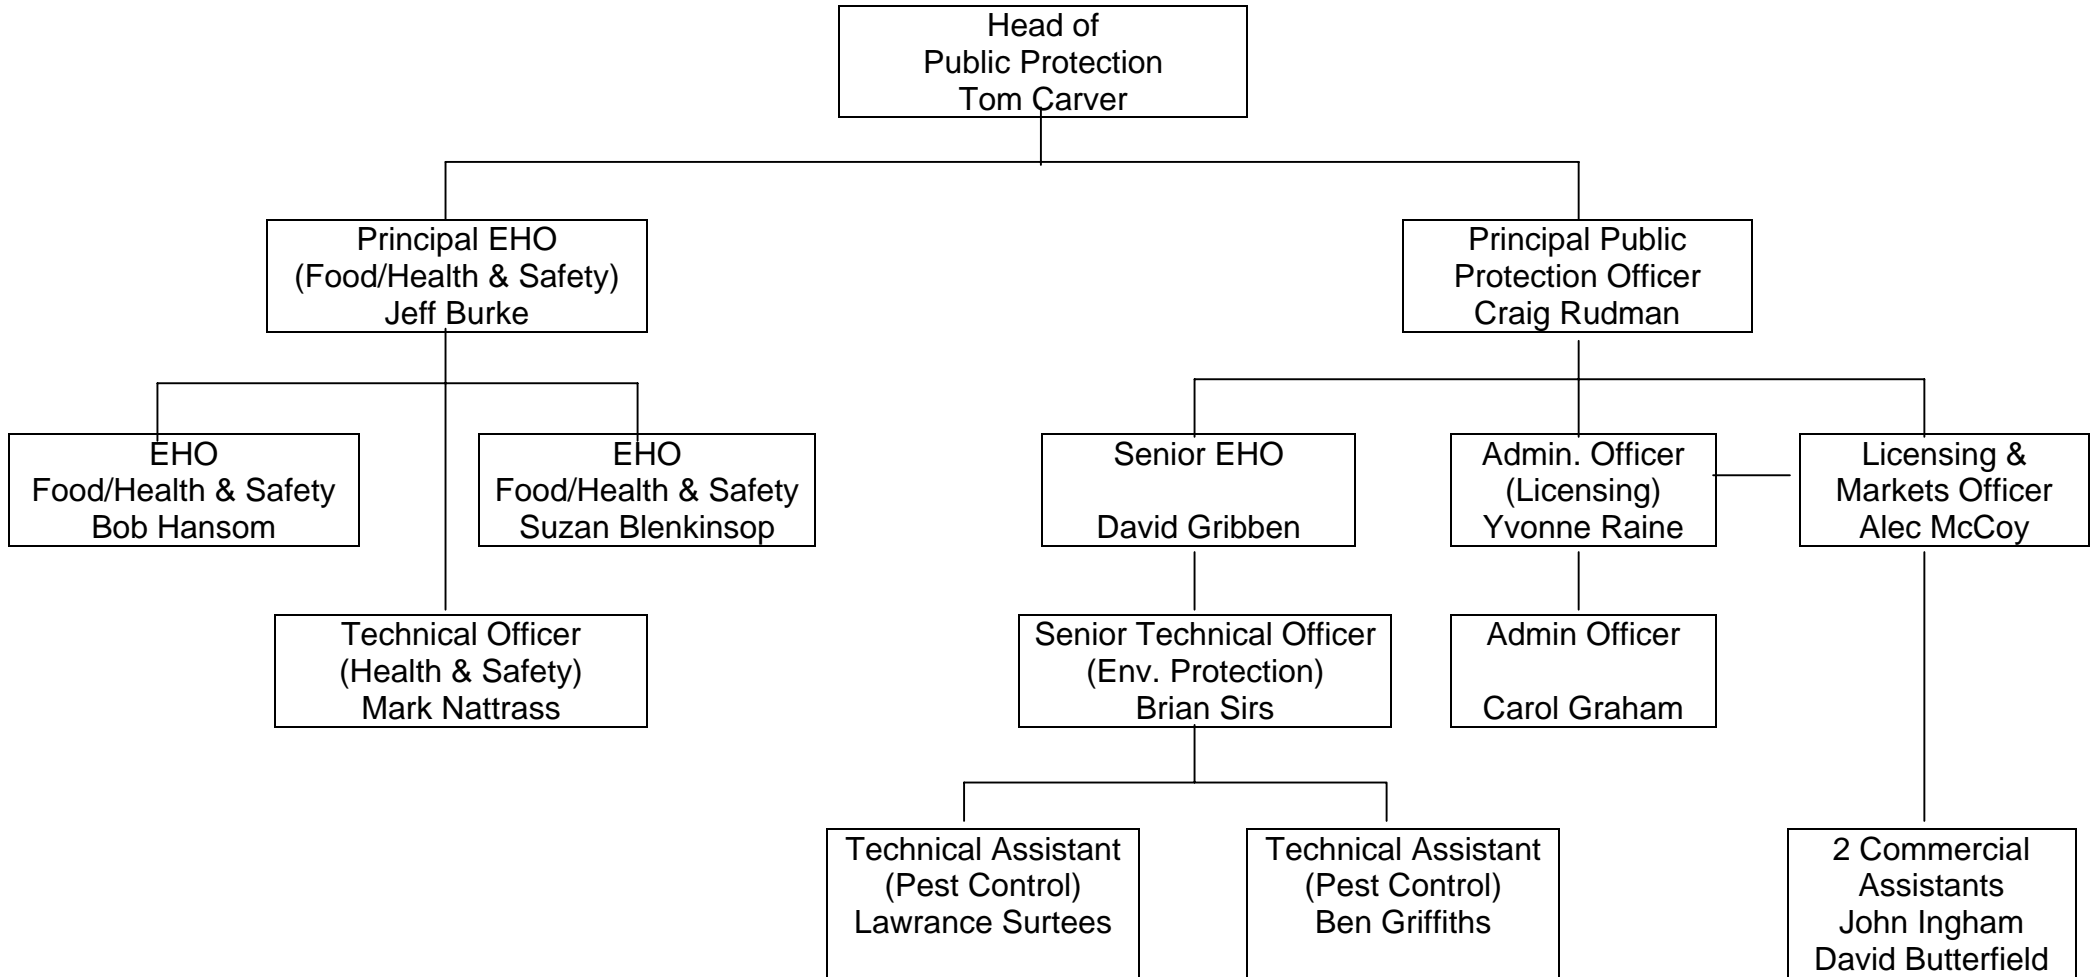 Head of
Public Protection
Tom Carver
Principal EHO
(Food/Health & Safety)
Jeff Burke
Principal Public
Protection Officer
Craig Rudman
EHO
Food/Health & Safety
Bob Hansom
EHO
Food/Health & Safety
Suzan Blenkinsop
Senior EHO
David Gribben
Admin. Officer
(Licensing)
Yvonne Raine
Licensing &
Markets Officer
Alec McCoy
Technical Officer
(Health & Safety)
Mark Nattrass
Senior Technical Officer
(Env. Protection)
Brian Sirs
Admin Officer
Carol Graham
Technical Assistant
(Pest Control)
Lawrance Surtees
Technical Assistant
(Pest Control)
Ben Griffiths
2 Commercial
Assistants
John Ingham
David Butterfield